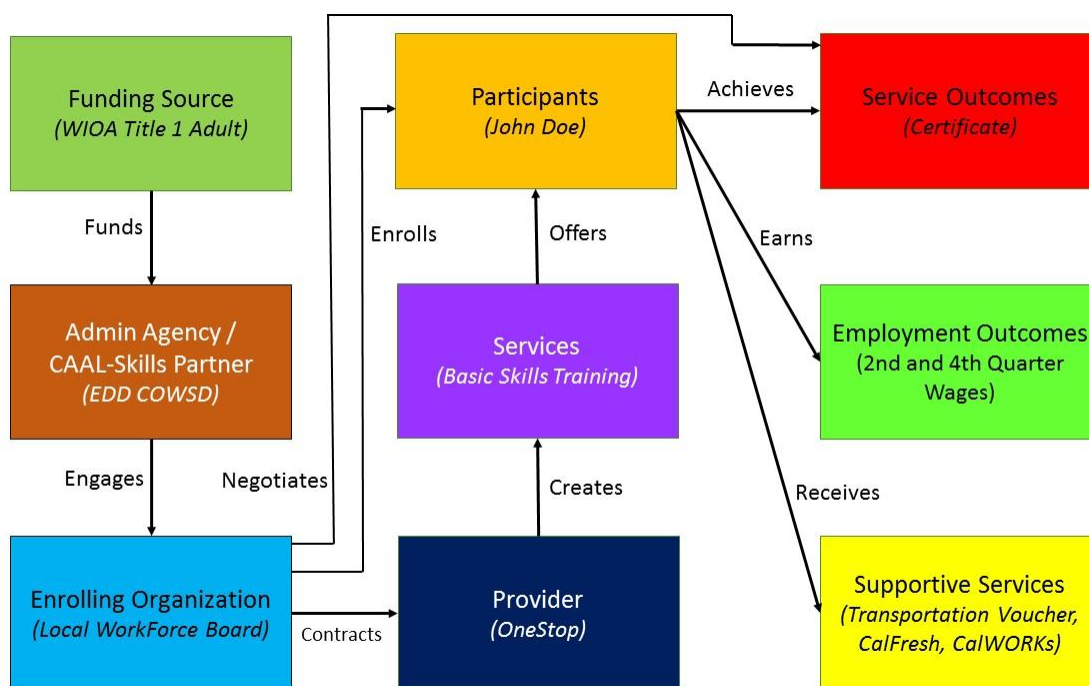 Funding Source
(WIOA Title 1 Adult)
Participants
(John Doe)
Achieves
Service Outcomes
(Certificate)
Funds
Enrolls
Offers
Earns
Admin Agency /
CAAL-Skills Partner
(EDD COWSD)
Services
(Basic Skills Training)
Employment Outcomes
(2nd and 4th Quarter
Wages)
Engages
Negotiates
Creates
Receives
Enrolling Organization
(Local WorkForce Board)
Contracts
Provider
(OneStop)
Supportive Services
(Transportation Voucher,
CalFresh, CalWORKs)